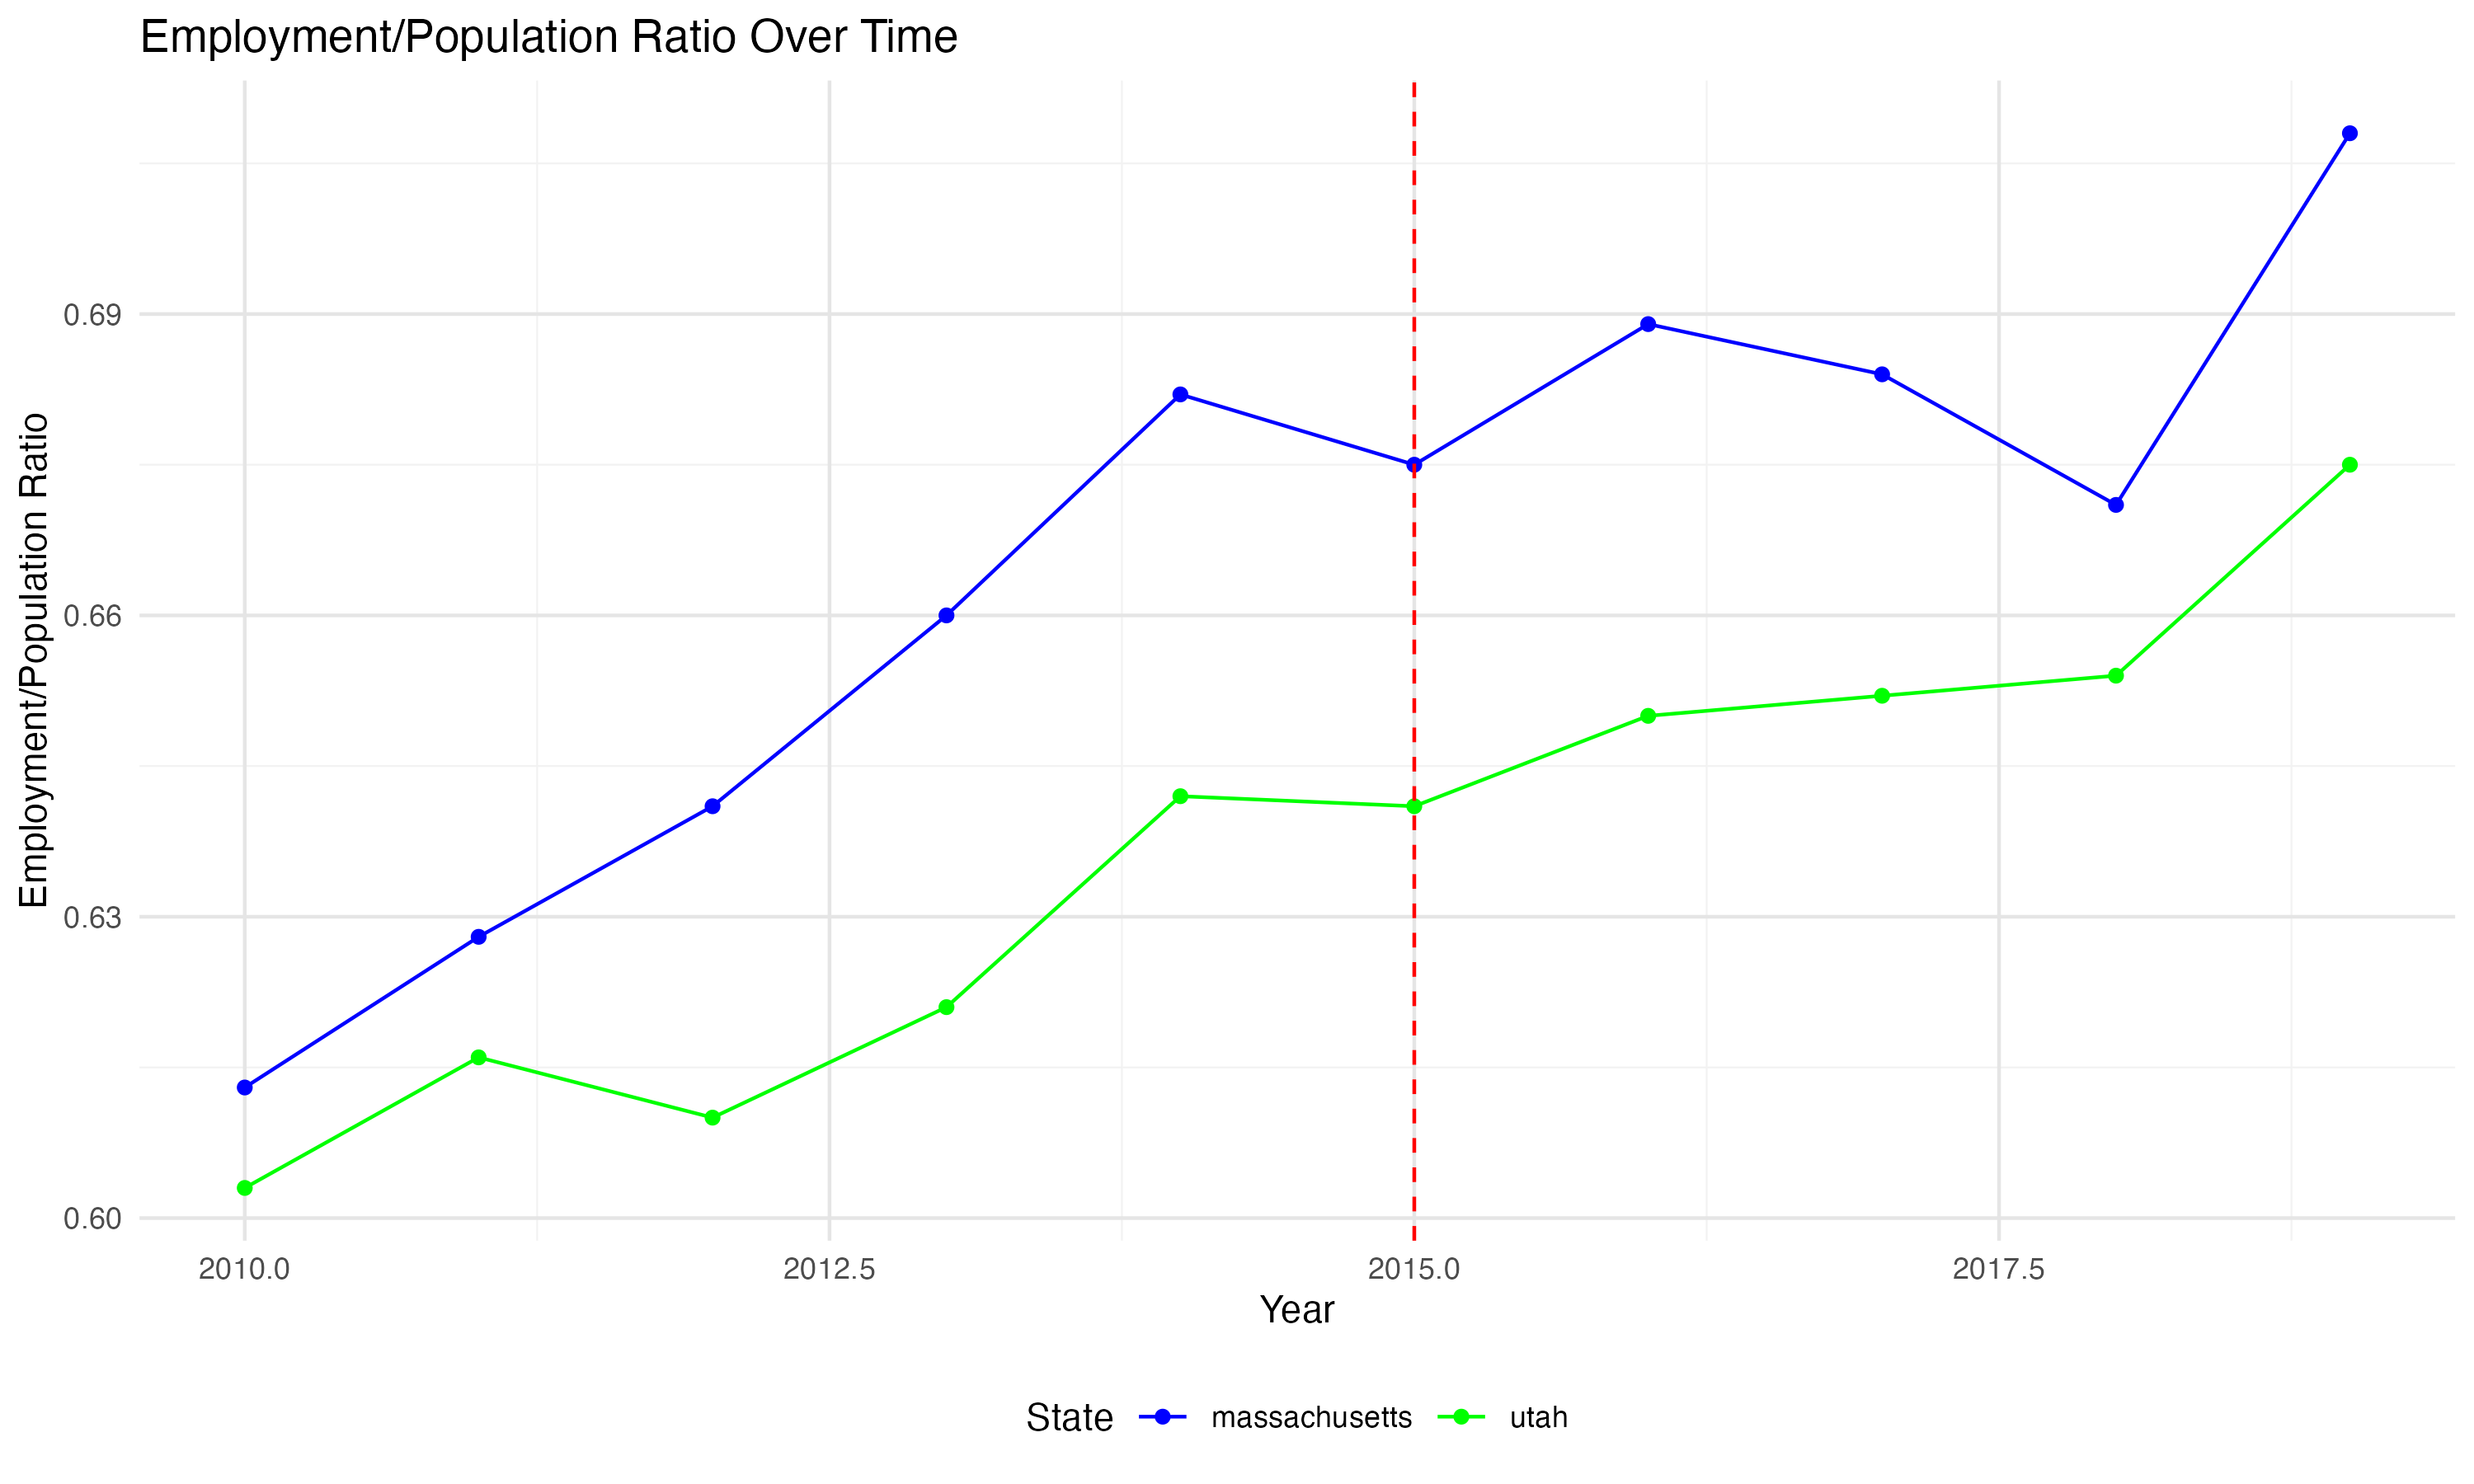 Employment/Population Ratio Over Time
Employment/Population Ratio
0.69
0.66
0.63
0.60
2010.0 2012.5 2015.0 2017.5
Year
State massachusetts utah